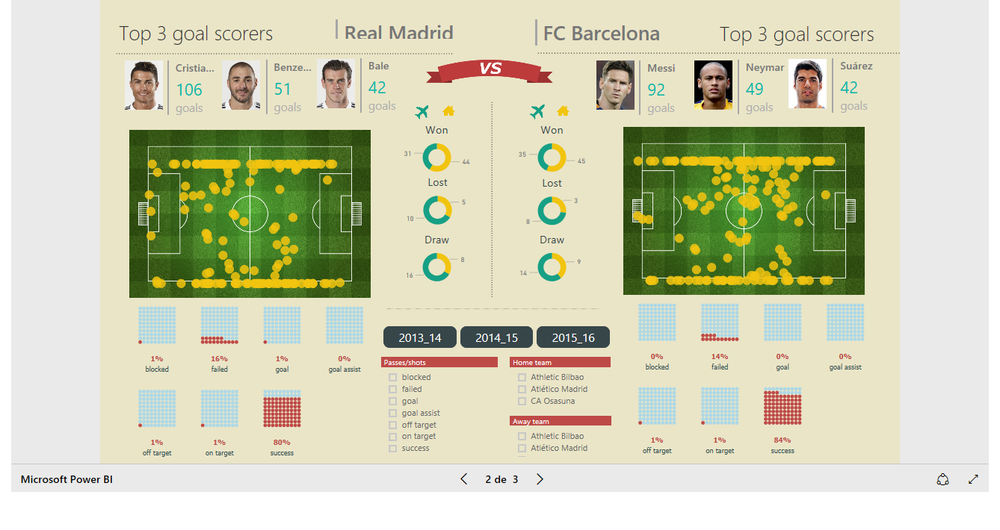 Top 3 goal scorers
Real Madrid
FC Barcelona
Top 3 goal scorers
Cristia...
106
goals
Benze...
51
goals
Bale
42
goals
VS
Messi
92
goals
Neymar
49
goals
Suárez
42
goals
Won
31
44
Lost
5
10
Draw
8
16
Won
35
45
Lost
3
8
Draw
9
14
1%
blocked
16%
failed
1%
goal
0%
goal assist
1%
off target
1%
on target
80%
success
2013_14
2014_15
2015_16
Passes/shots
blocked
failed
goal
goal assist
off target
on target
success
Home team
Athletic Bilbao
Atlético Madrid
CA Osasuna
Away team
Athletic Bilbao
Atlético Madrid
0%
blocked
14%
failed
0%
goal
0%
goal assist
1%
off target
1%
on target
84%
success
Microsoft Power BI
2 de 3